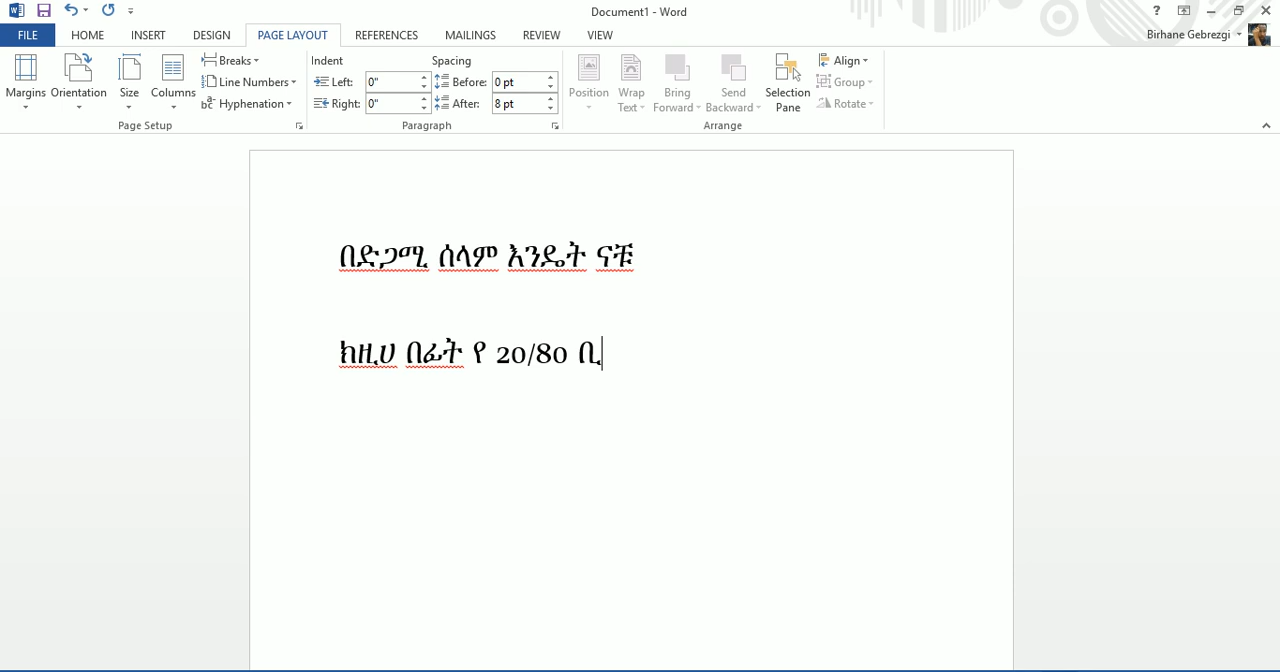 Document1 - Word
?
Birhane Gebrezgi
FILE HOME INSERT DESIGN PAGE LAYOUT REFERENCES MAILINGS REVIEW VIEW
Margins Orientation Size Columns
Breaks
Line Numbers
Hyphenation
Page Setup
Indent Spacing
Left: 0" Before: 0 pt
Right: 0" After: 8 pt
Paragraph
Position Wrap Text Bring Forward Send Backward Selection Pane
Align
Group
Rotate
Arrange
በድጋሚ ሰላም እንዴት ናቹ
ክዚሀ በፊት የ 20/80 ቢ